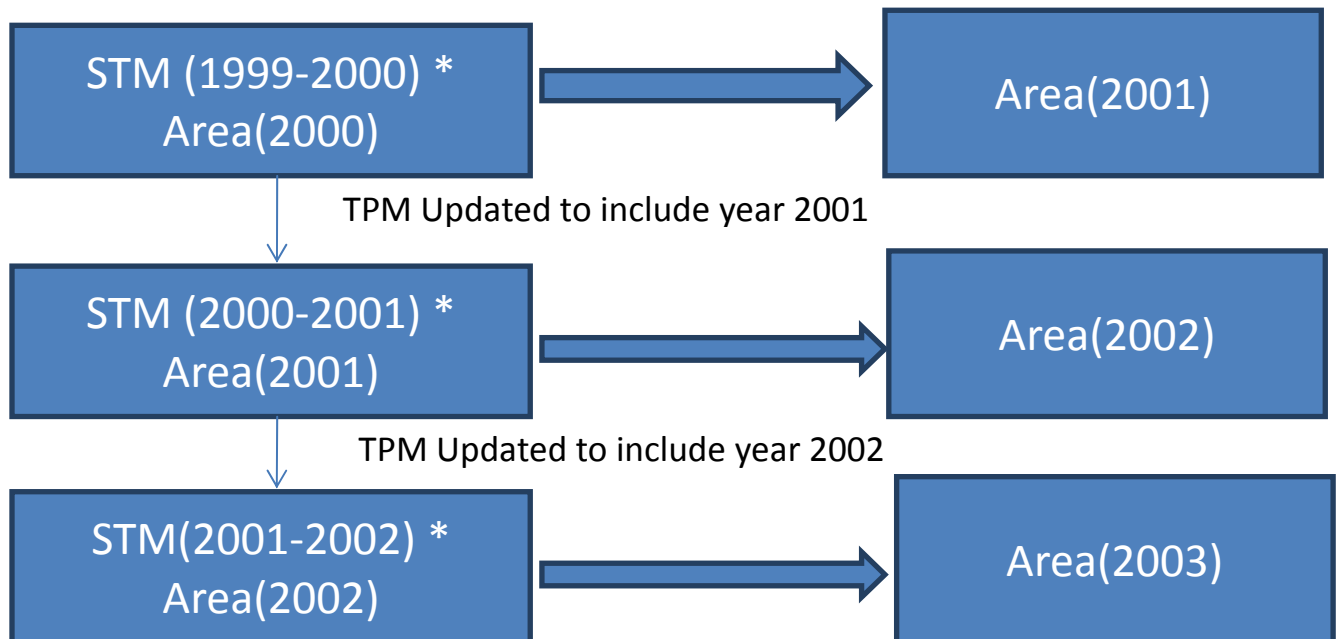 STM (1999-2000) *
Area(2000)
Area(2001)
TPM Updated to include year 2001
STM (2000-2001) *
Area(2001)
Area(2002)
TPM Updated to include year 2002
STM(2001-2002) *
Area(2002)
Area(2003)